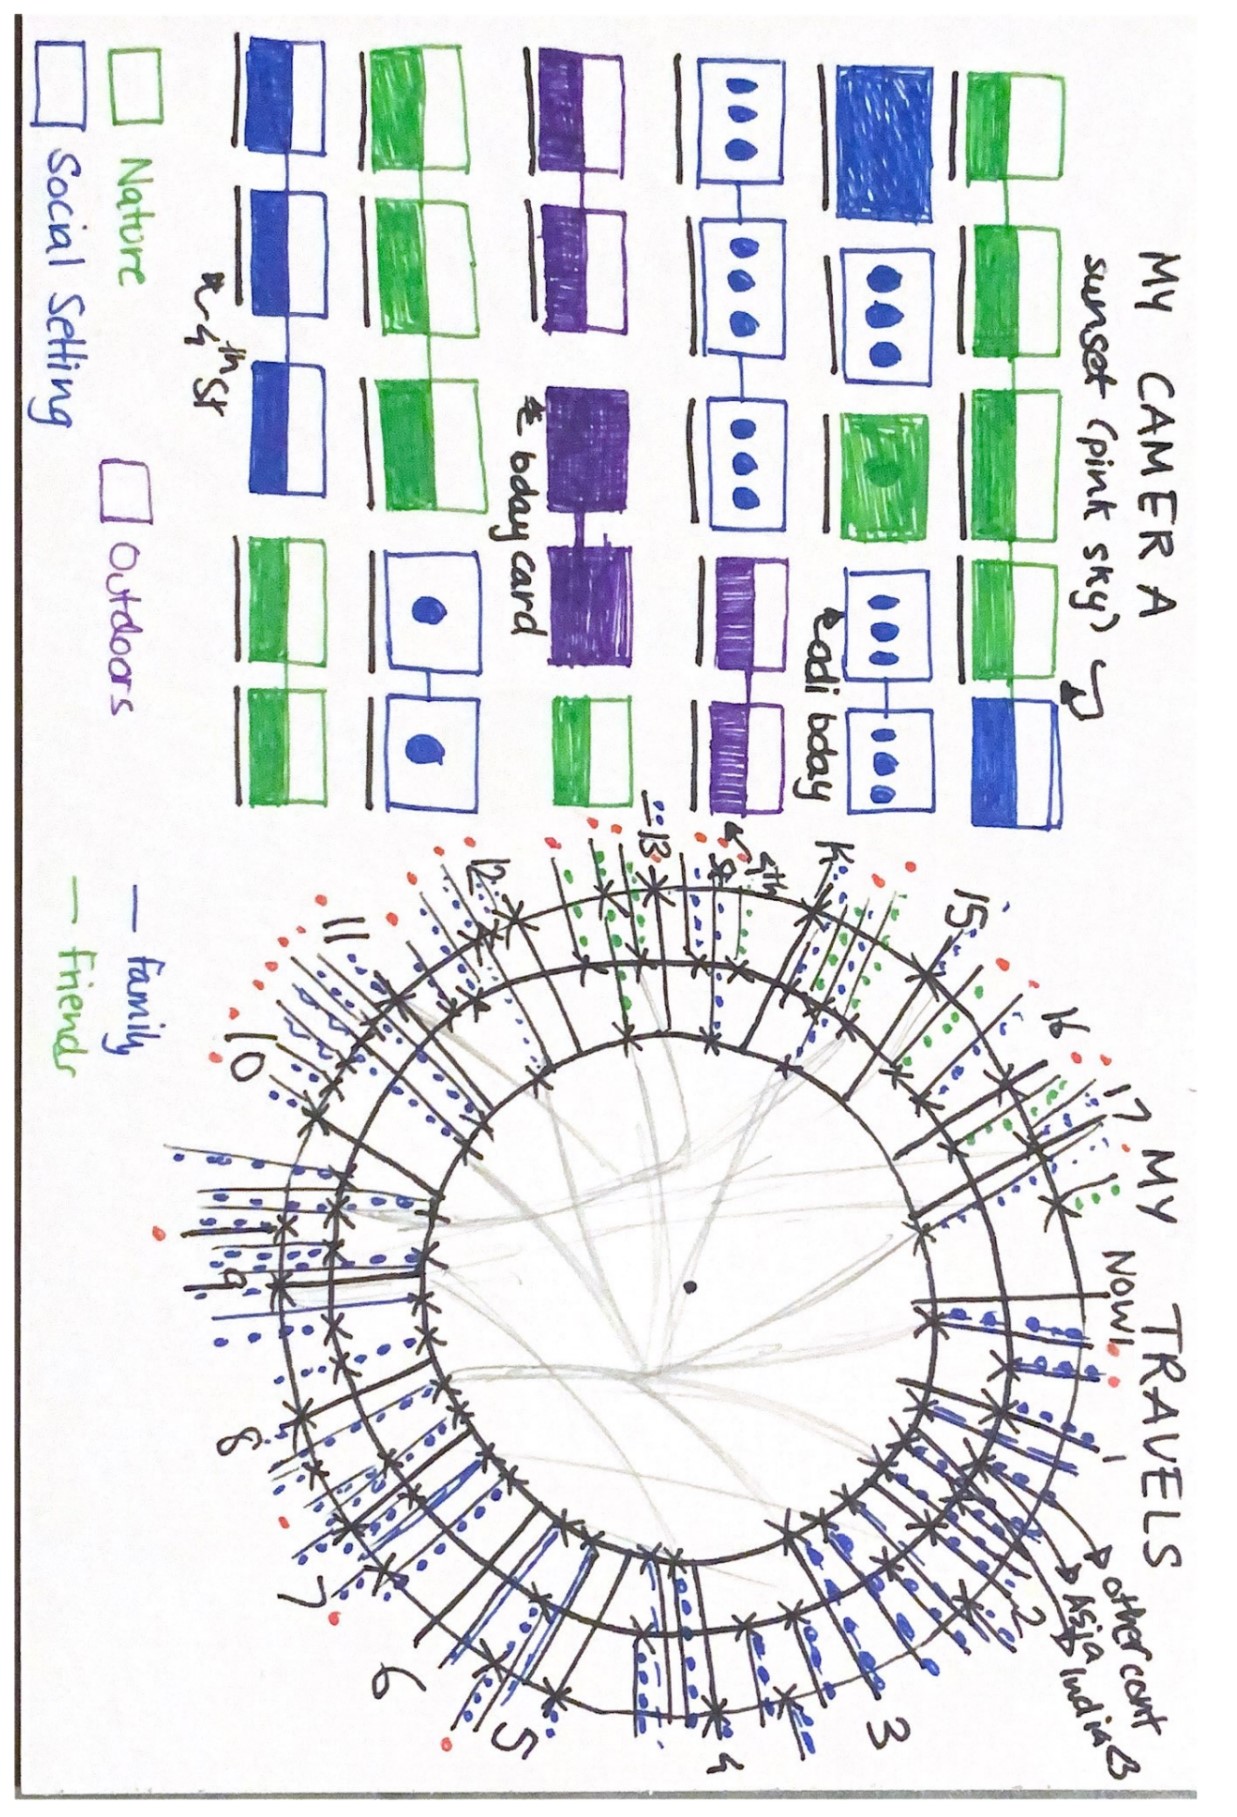 MY CAMERA
sunset (pink sky)
adi bday
bday card
4th St
Nature
Outdoors
Social Setting
MY TRAVELS
NOW!
1
other cont
Asia
India <3
2
3
4
5
6
7
8
9
10
11
12
13
4th
St
15
16
17
Family
Friends